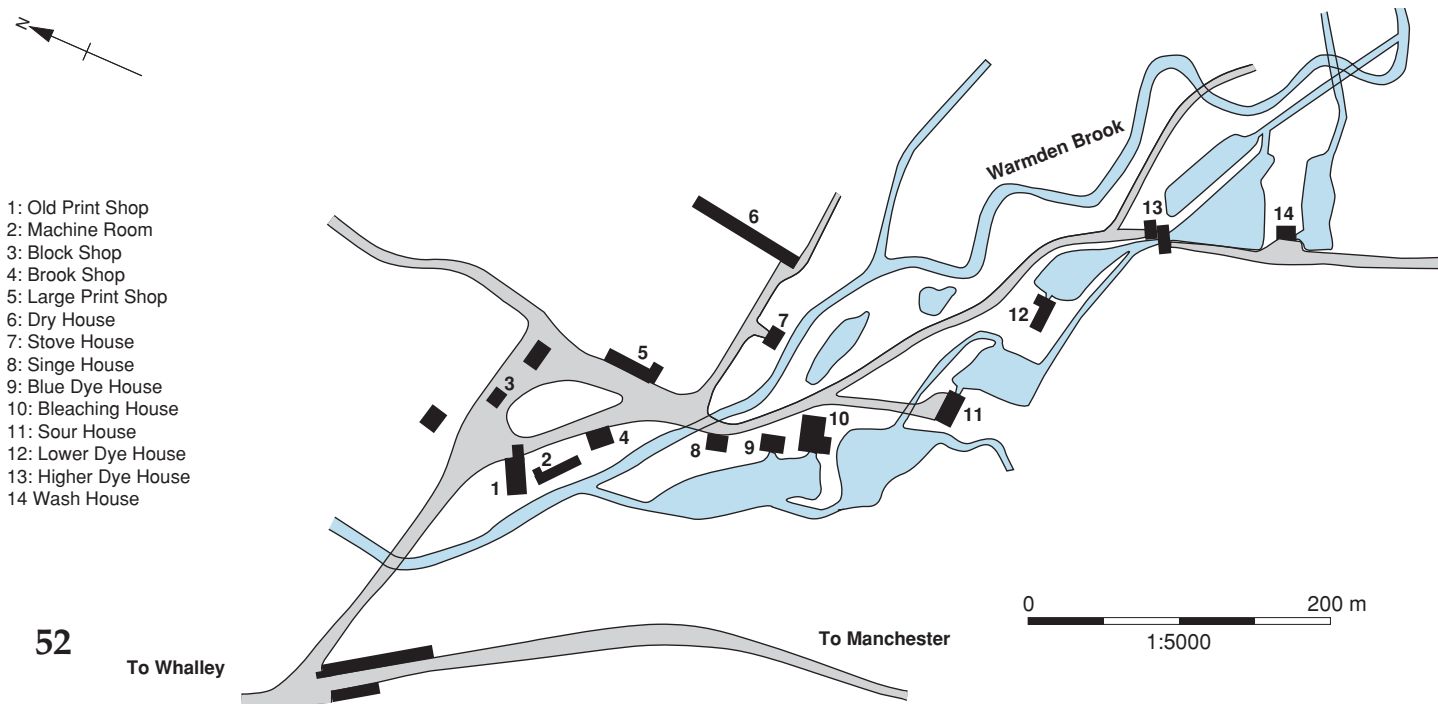 N
1: Old Print Shop
2: Machine Room
3: Block Shop
4: Brook Shop
5: Large Print Shop
6: Dry House
7: Stove House
8: Singe House
9: Blue Dye House
10: Bleaching House
11: Sour House
12: Lower Dye House
13: Higher Dye House
14 Wash House
Warmden Brook
6
13
14
7
12
5
3
11
10
4
8
9
2
1
0 200 m
1:5000
52
To Whalley
To Manchester